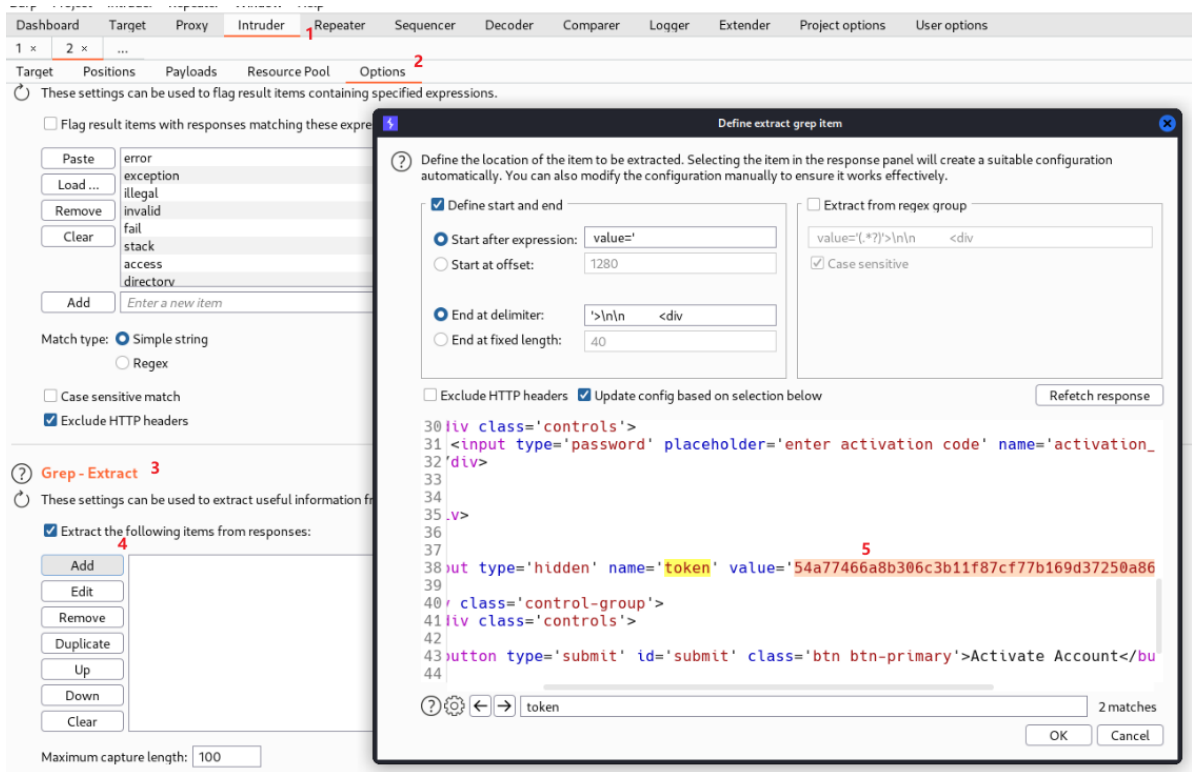 Dashboard Target Proxy Intruder Repeater Sequencer Decoder Comparer Logger Extender Project options User options
1
1 × 2 × ...
2
Target Positions Payloads Resource Pool Options
These settings can be used to flag result items containing specified expressions.
Flag result items with responses matching these expre
Paste
Load ...
Remove
Clear
error
exception
illegal
invalid
fail
stack
access
directory
Add Enter a new item
Match type: Simple string
Regex
Case sensitive match
Exclude HTTP headers
? Grep - Extract 3
These settings can be used to extract useful information fr
Extract the following items from responses:
4
Add
Edit
Remove
Duplicate
Up
Down
Clear
Maximum capture length: 100
Define extract grep item
? Define the location of the item to be extracted. Selecting the item in the response panel will create a suitable configuration
automatically. You can also modify the configuration manually to ensure it works effectively.
Define start and end
Start after expression: value='
Start at offset: 1280
End at delimiter: '>\n\n        <div
End at fixed length: 40
Extract from regex group
value='(.*?)'>\n\n        <div
Case sensitive
Exclude HTTP headers Update config based on selection below Refetch response
30 div class='controls'>
31 <input type='password' placeholder='enter activation code' name='activation_
32 /div>
33
34
35 .v>
36
37
5
38 out type='hidden' name='token' value='54a77466a8b306c3b11f87cf77b169d37250a86
39
40 / class='control-group'>
41 div class='controls'>
42
43 button type='submit' id='submit' class='btn btn-primary'>Activate Account</bu
44
? token 2 matches
OK Cancel